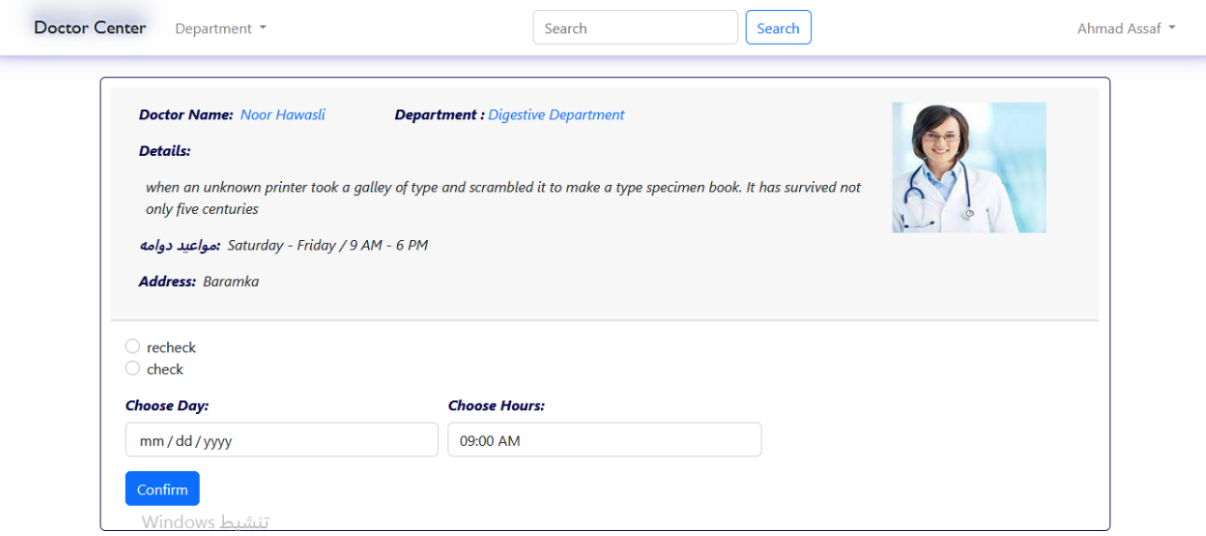 Doctor Center Department Search Search Ahmad Assaf
Doctor Name: Noor Hawasli Department : Digestive Department
Details:
when an unknown printer took a galley of type and scrambled it to make a type specimen book. It has survived not
only five centuries
مواعيد دوامه: Saturday - Friday / 9 AM - 6 PM
Address: Baramka
recheck
check
Choose Day: Choose Hours:
mm / dd / yyyy 09:00 AM
Confirm
تنشيط Windows